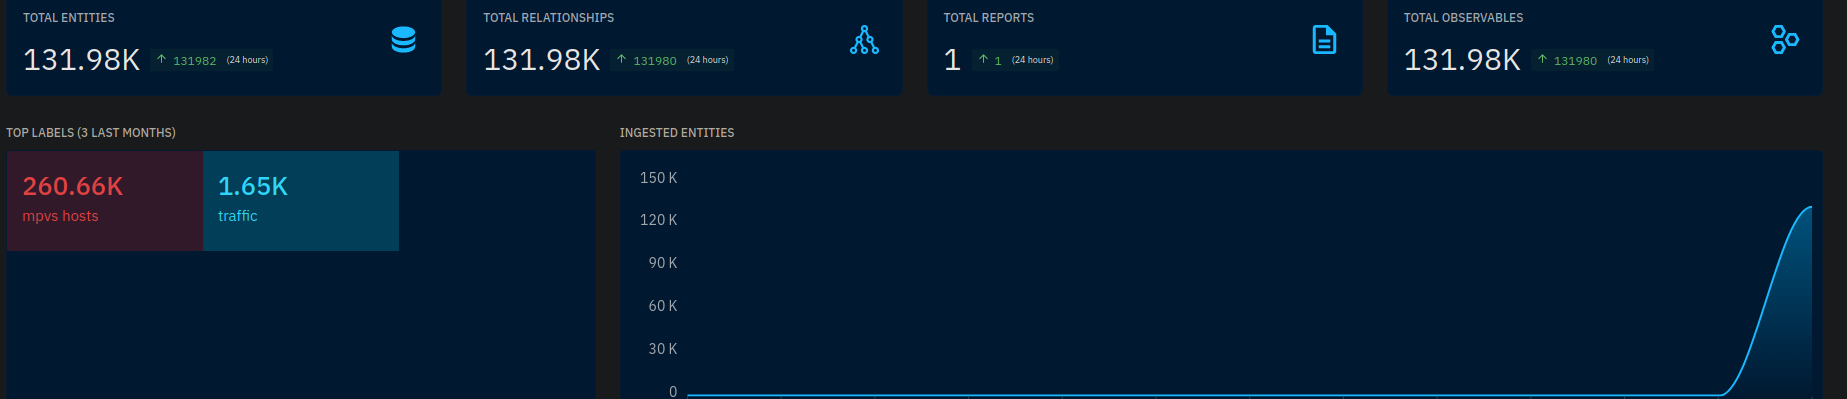 TOTAL ENTITIES
131.98K 131982 (24 hours)
TOTAL RELATIONSHIPS
131.98K 131980 (24 hours)
TOTAL REPORTS
1 1 (24 hours)
TOTAL OBSERVABLES
131.98K 131980 (24 hours)
TOP LABELS (3 LAST MONTHS)
260.66K
mpvs hosts
1.65K
traffic
INGESTED ENTITIES
150 K
120 K
90 K
60 K
30 K
0